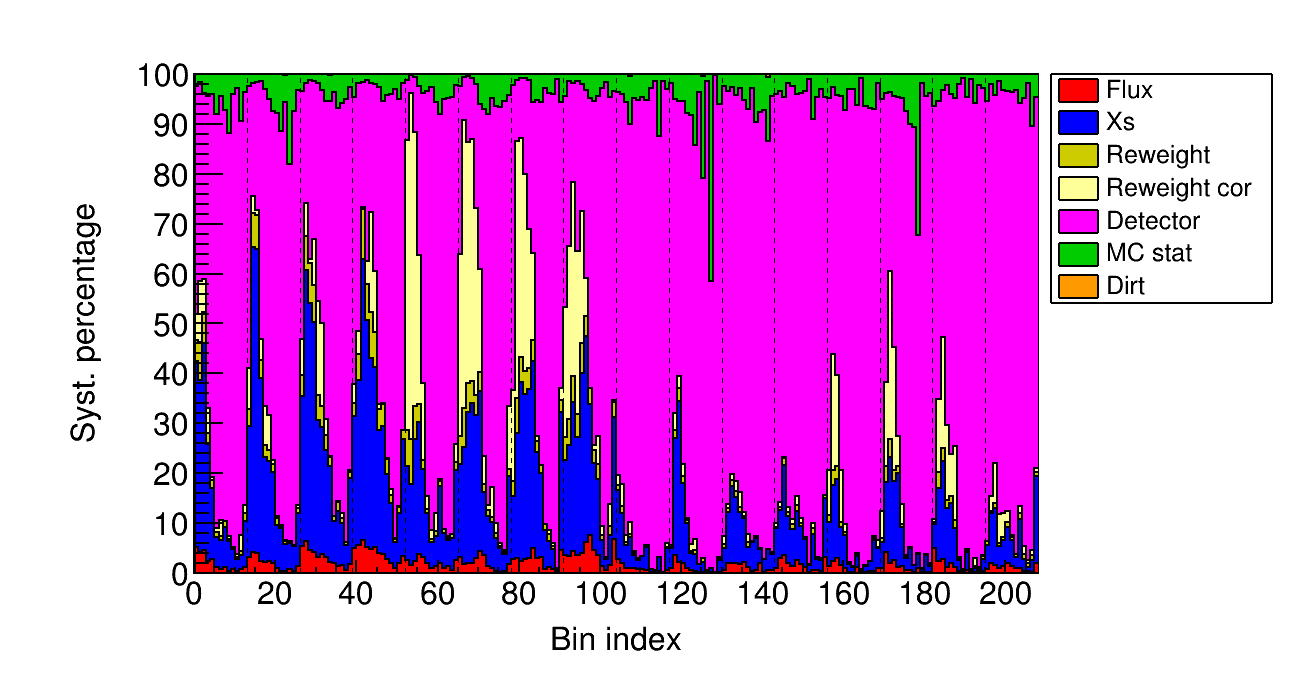 100
90
80
70
60
50
40
30
20
10
0
0 20 40 60 80 100 120 140 160 180 200
Syst. percentage
Bin index
Flux
Xs
Reweight
Reweight cor
Detector
MC stat
Dirt